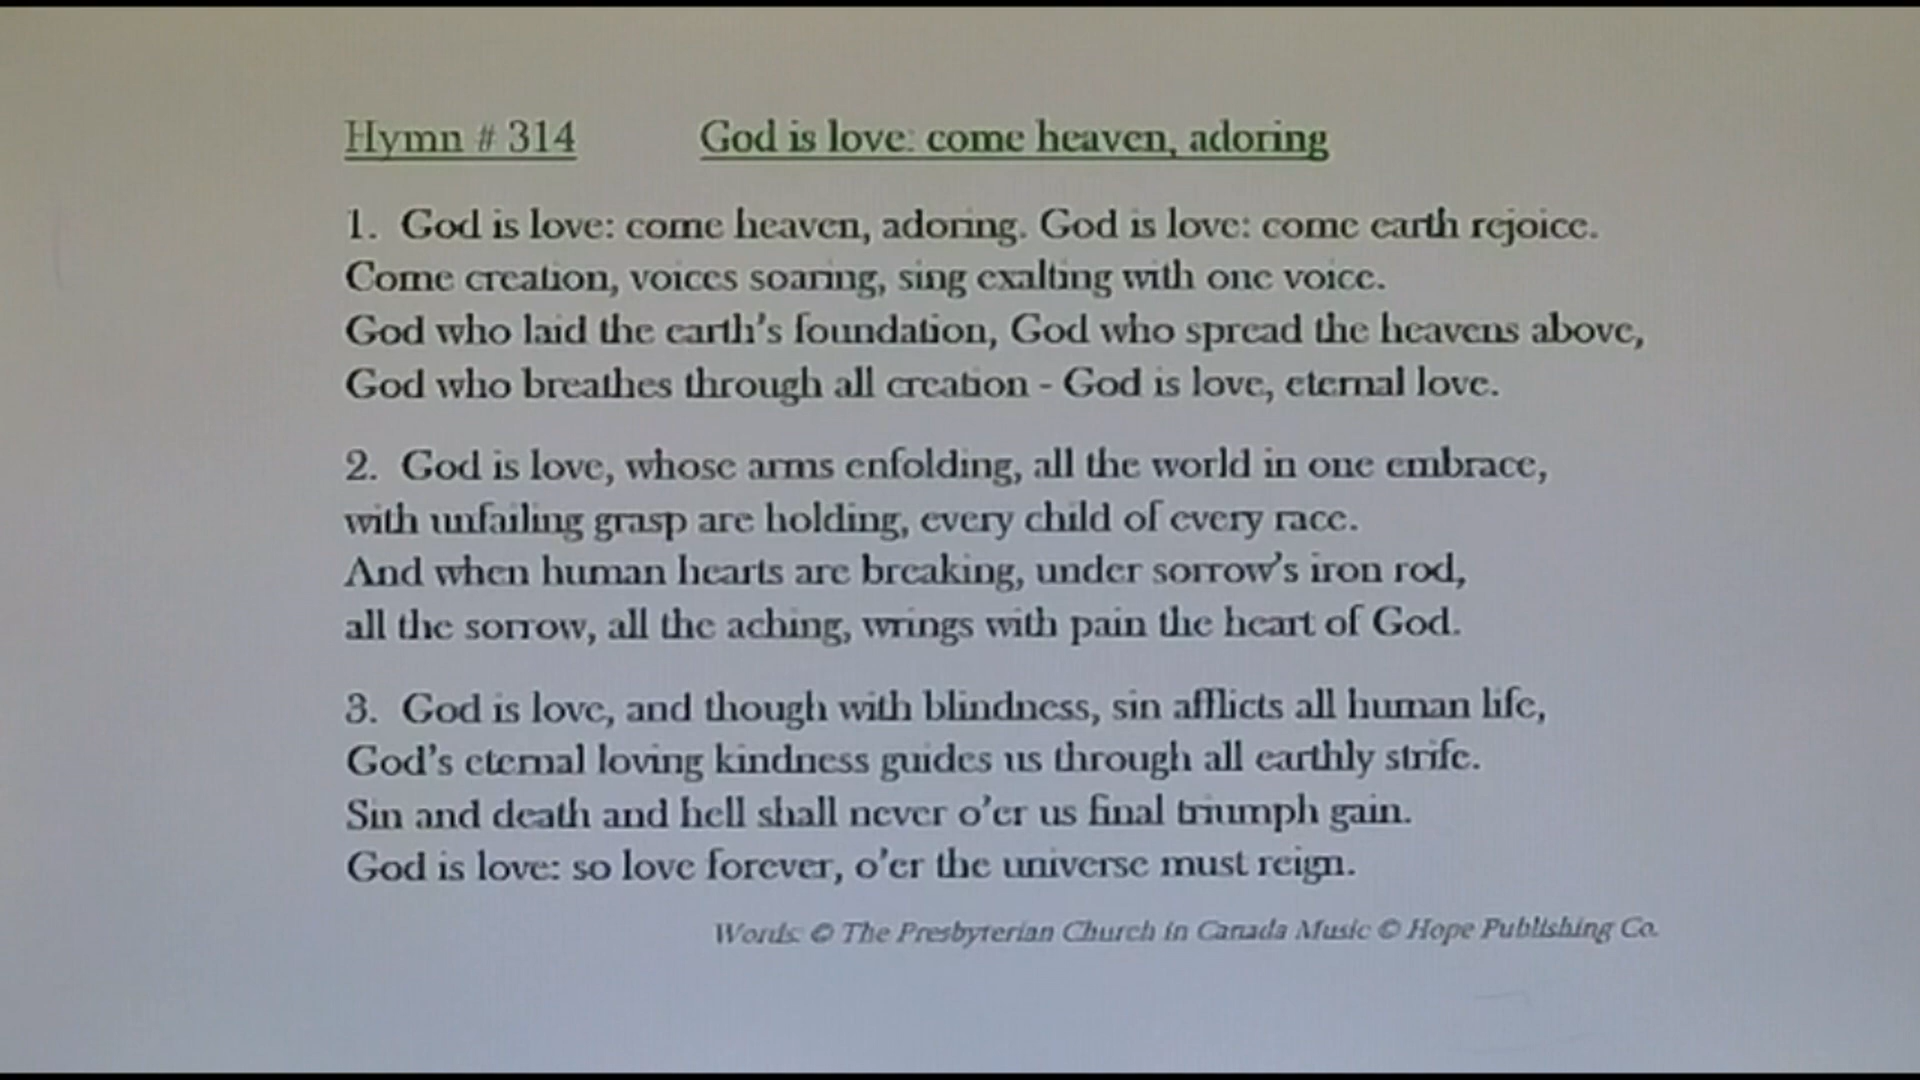 Hymn # 314 God is love: come heaven, adoring
1. God is love: come heaven, adoring. God is love: come earth rejoice.
Come creation, voices soaring, sing exalting with one voice.
God who laid the earth's foundation, God who spread the heavens above,
God who breathes through all creation - God is love, eternal love.
2. God is love, whose arms enfolding, all the world in one embrace,
with unfailing grasp are holding, every child of every race.
And when human hearts are breaking, under sorrow's iron rod,
all the sorrow, all the aching, wrings with pain the heart of God.
3. God is love, and though with blindness, sin afflicts all human life,
God's eternal loving kindness guides us through all earthly strife.
Sin and death and hell shall never o'er us final triumph gain.
God is love: so love forever, o'er the universe must reign.
Words: © The Presbyterian Church in Canada Music © Hope Publishing Co.